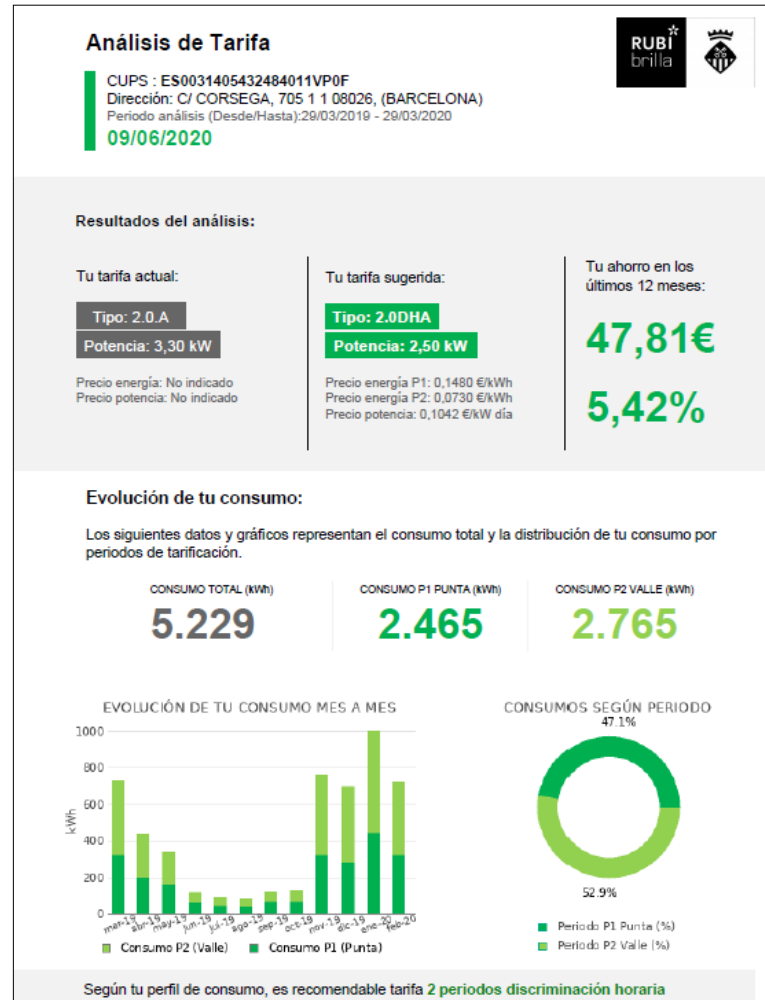 Análisis de Tarifa
RUBÍ
brilla
CUPS : ES0031405432484011VP0F
Dirección: C/ CORSEGA, 705 1 1 08026, (BARCELONA)
Periodo análisis (Desde/Hasta):29/03/2019 - 29/03/2020
09/06/2020
Resultados del análisis:
Tu tarifa actual:
Tipo: 2.0.A
Potencia: 3,30 kW
Precio energía: No indicado
Precio potencia: No indicado
Tu tarifa sugerida:
Tipo: 2.0DHA
Potencia: 2,50 kW
Precio energía P1: 0,1480 €/kWh
Precio energía P2: 0,0730 €/kWh
Precio potencia: 0,1042 €/kW día
Tu ahorro en los
últimos 12 meses:
47,81€
5,42%
Evolución de tu consumo:
Los siguientes datos y gráficos representan el consumo total y la distribución de tu consumo por
periodos de tarificación.
CONSUMO TOTAL (kWh)
5.229
CONSUMO P1 PUNTA (kWh)
2.465
CONSUMO P2 VALLE (kWh)
2.765
EVOLUCIÓN DE TU CONSUMO MES A MES
1000
800
600
400
200
0
kWh
mar-19 abr-19 may-19 jun-19 jul-19 ago-19 sep-19 oct-19 nov-19 dic-19 ene-20 feb-20
Consumo P2 (Valle) Consumo P1 (Punta)
CONSUMOS SEGÚN PERIODO
47.1%
52.9%
Periodo P1 Punta (%)
Periodo P2 Valle (%)
Según tu perfil de consumo, es recomendable tarifa 2 periodos discriminación horaria